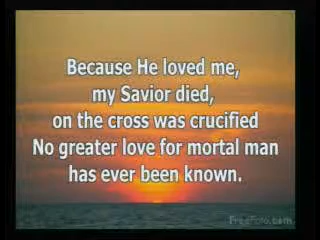 Because He loved me,
my Savior died,
on the cross was crucified
No greater love for mortal man
has ever been known.
FreeFoto.com